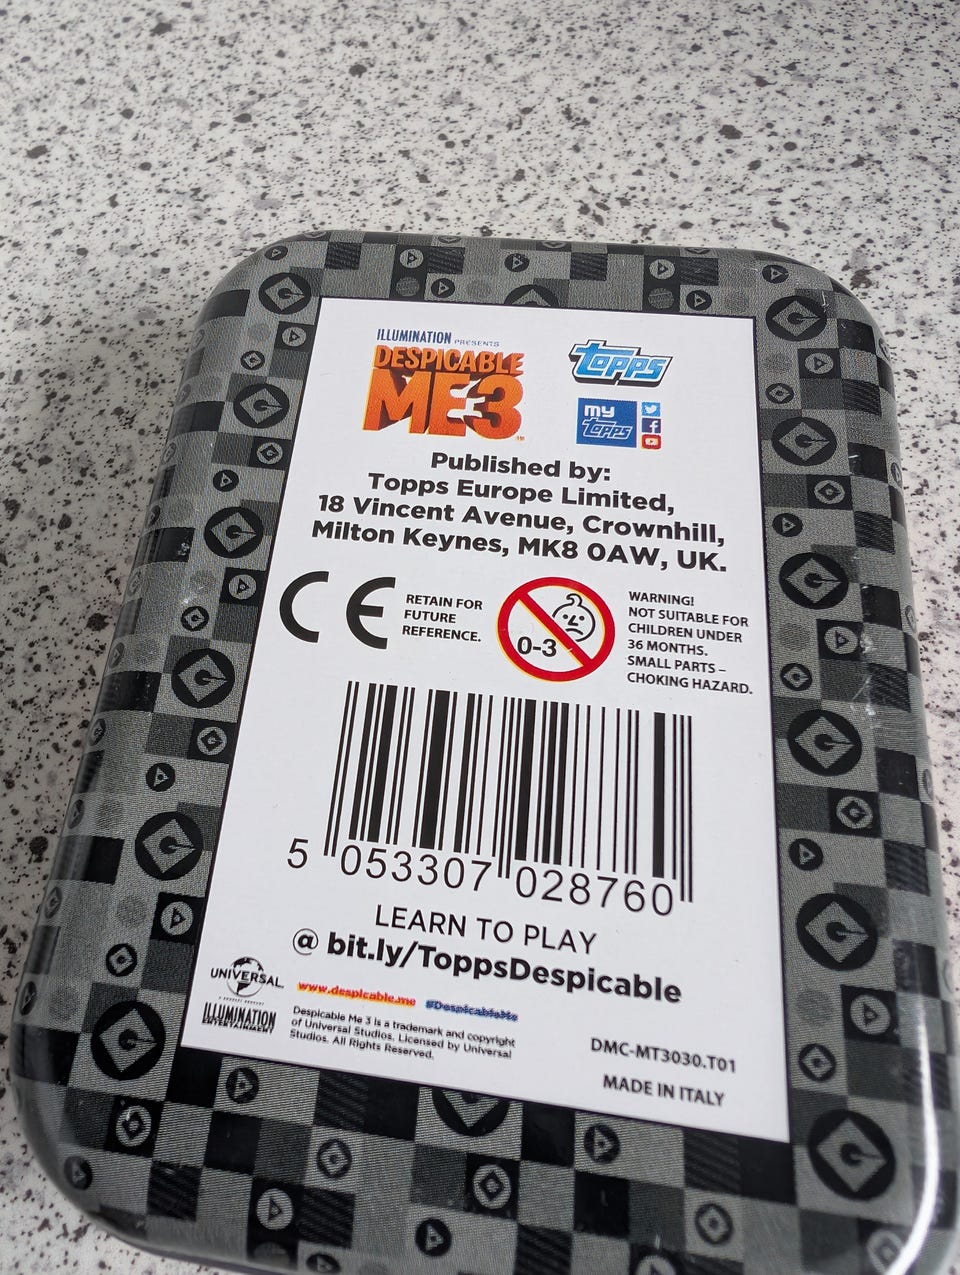 ILLUMINATION PRESENTS
DESPICABLE
ME3
TM
topps
my
topps
Published by:
Topps Europe Limited,
18 Vincent Avenue, Crownhill,
Milton Keynes, MK8 0AW, UK.
CE
RETAIN FOR
FUTURE
REFERENCE.
0-3
WARNING!
NOT SUITABLE FOR
CHILDREN UNDER
36 MONTHS.
SMALL PARTS –
CHOKING HAZARD.
5 053307 028760
LEARN TO PLAY
@ bit.ly/ToppsDespicable
UNIVERSAL
ILLUMINATION
ENTERTAINMENT
www.despicable.me #DespicableMe
Despicable Me 3 is a trademark and copyright
of Universal Studios. Licensed by Universal
Studios. All Rights Reserved.
DMC-MT3030.T01
MADE IN ITALY